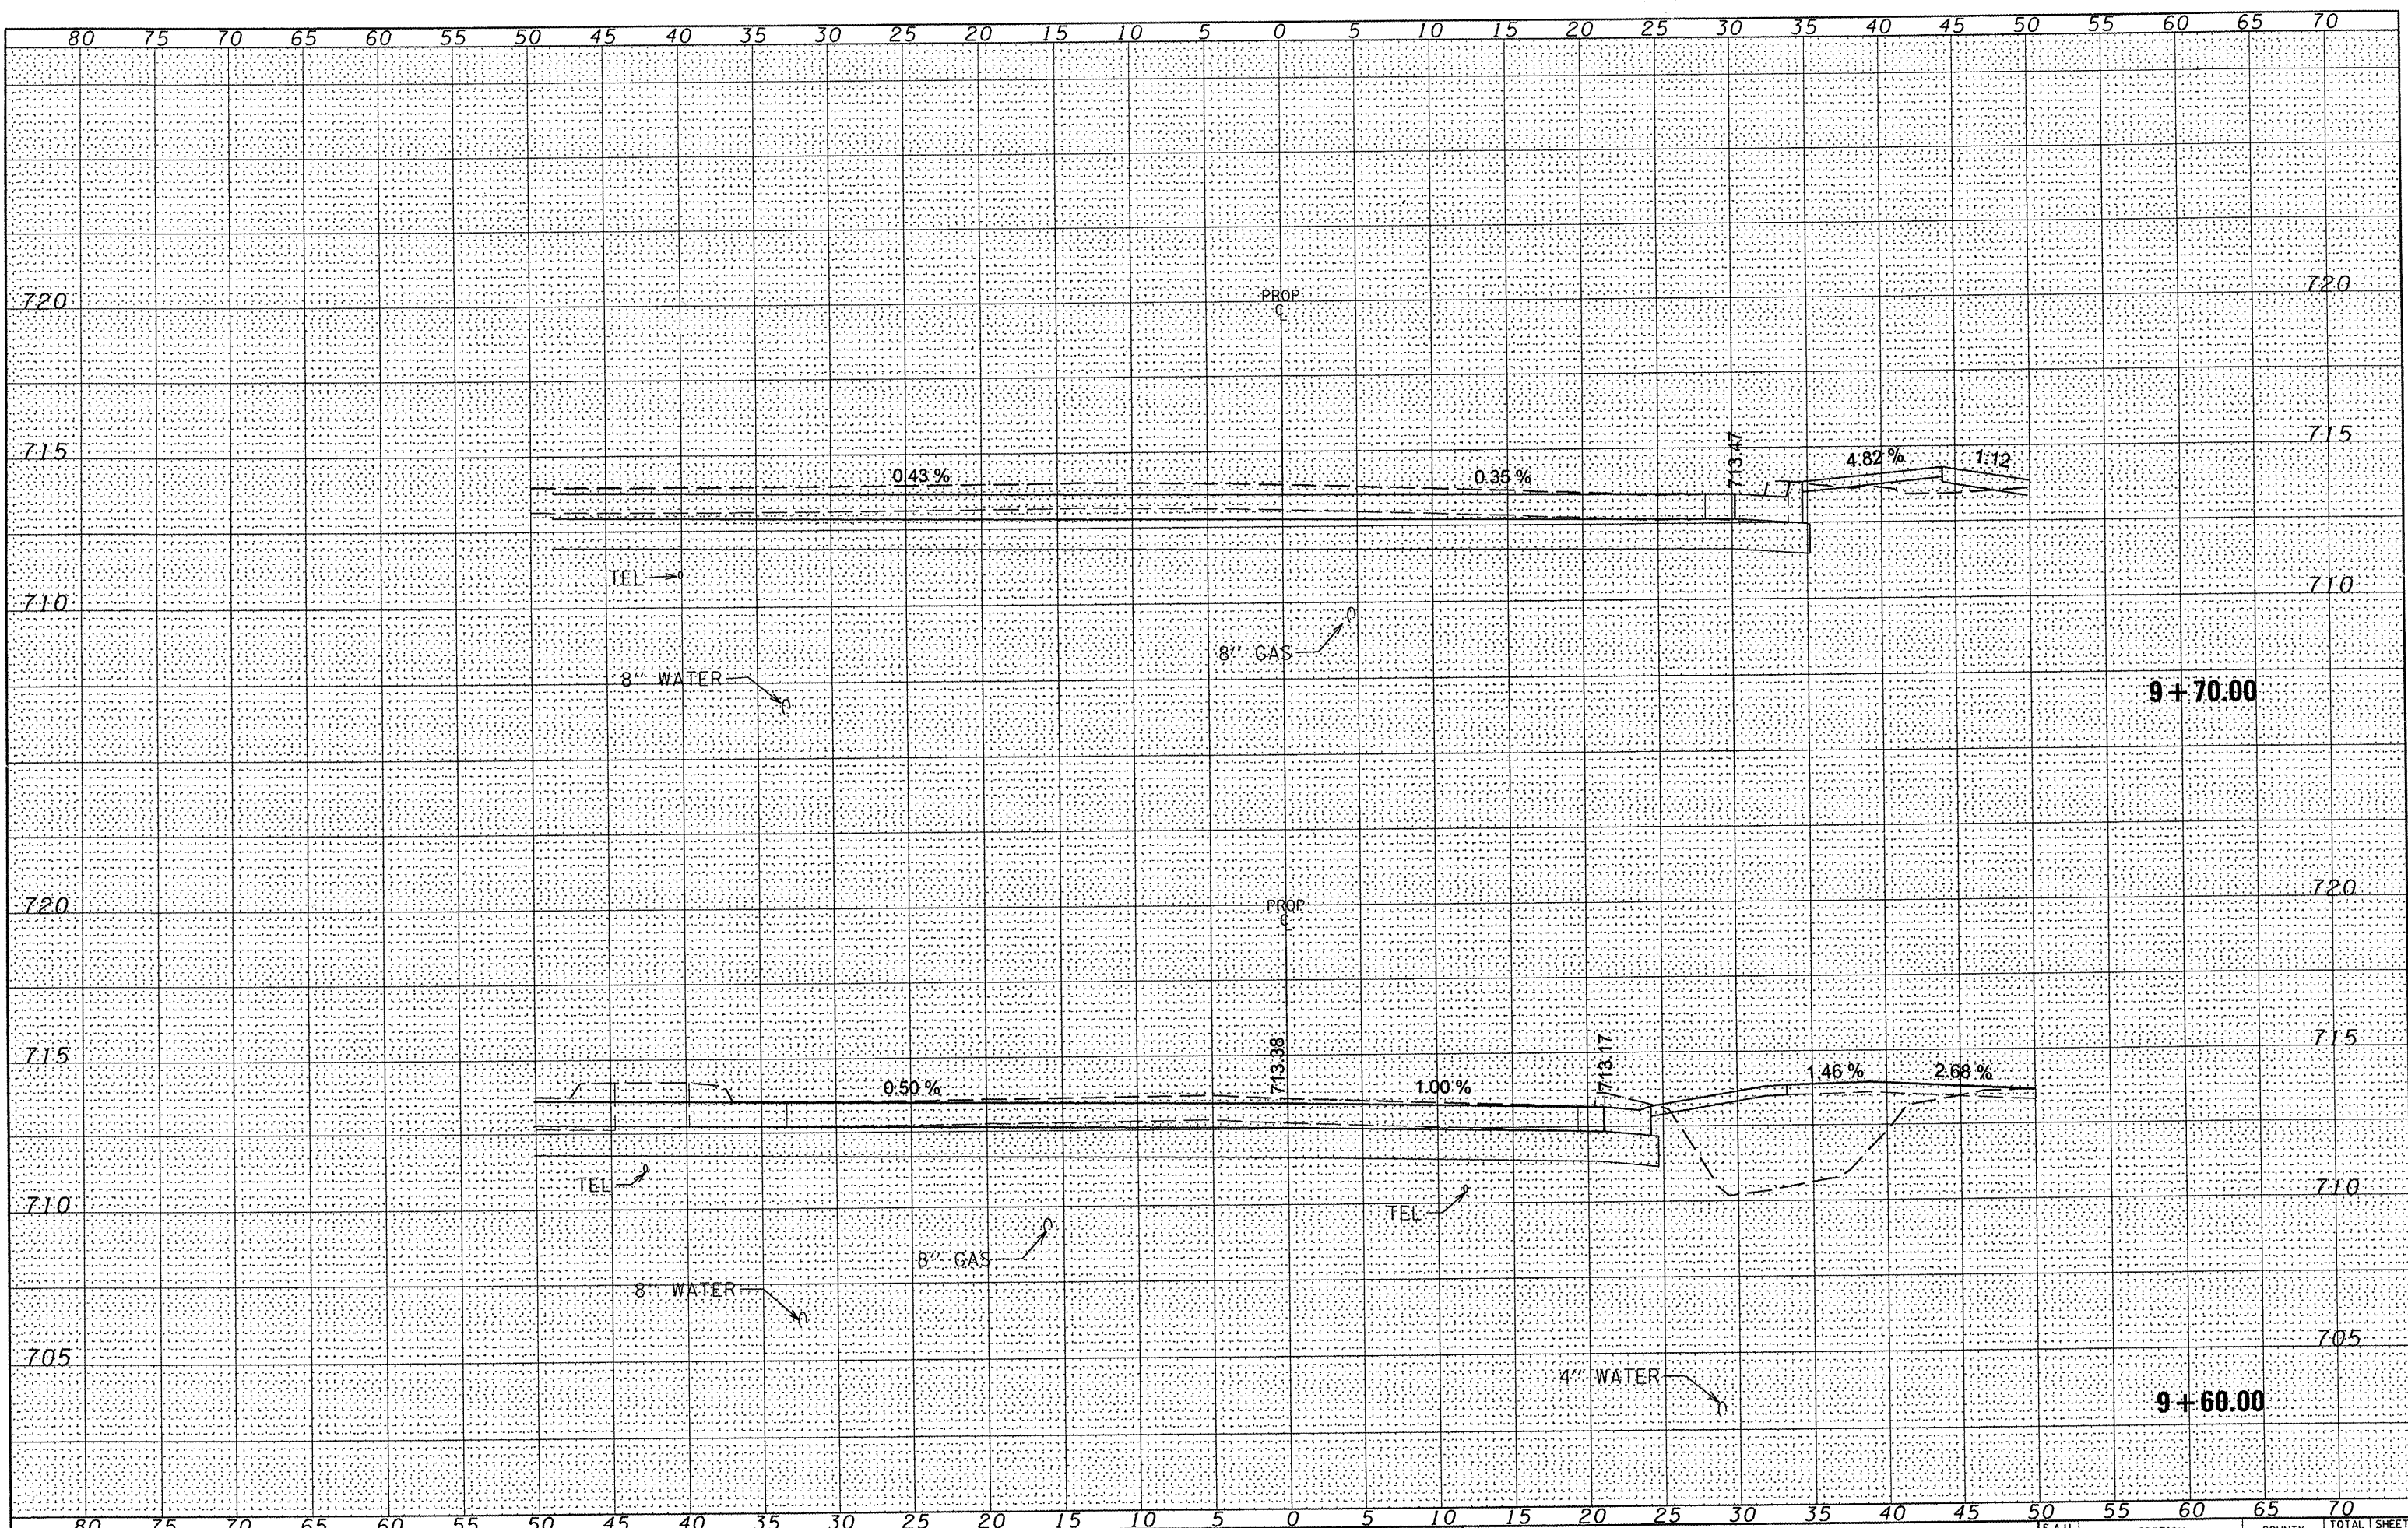 80 75 70 65 60 55 50 45 40 35 30 25 20 15 10 5 0 5 10 15 20 25 30 35 40 45 50 55 60 65 70
720 PROP 720
℄
715 713.47 715
0.43 % 0.35 % 4.82 % 1:12
TEL
710 710
8" GAS
8" WATER
9+70.00
720 PROP 720
℄
715 713.38 713.17 715
0.50 % 1.00 % 1.46 % 2.68 %
TEL
710 TEL 710
8" GAS
8" WATER
705 705
4" WATER
9+60.00
80 75 70 65 60 55 50 45 40 35 30 25 20 15 10 5 0 5 10 15 20 25 30 35 40 45 50 55 60 65 70
TOTAL SHEET